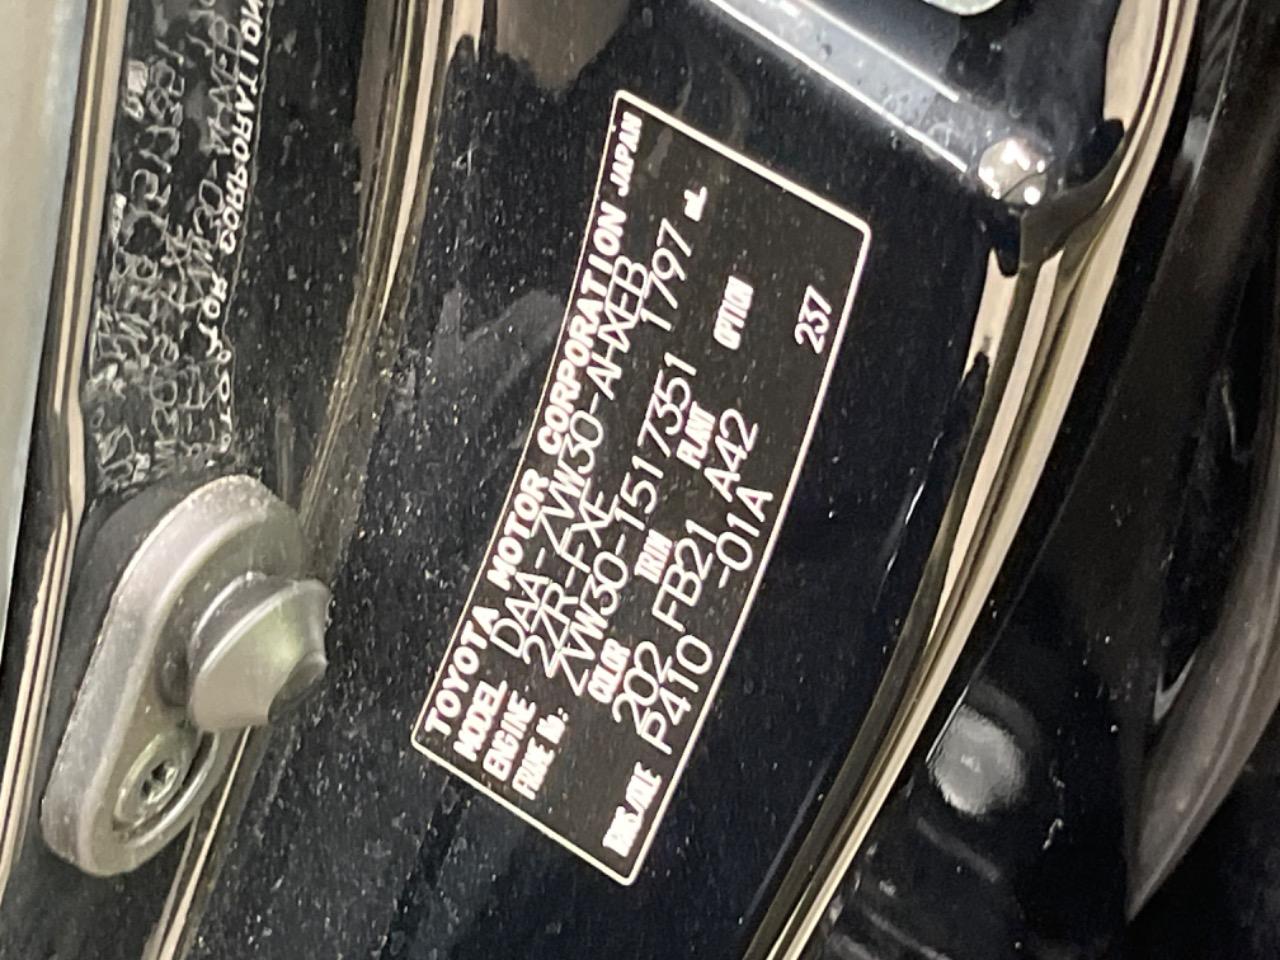 TOYOTA MOTOR CORPORATION JAPAN
MODEL DAA-ZVW30-AHXEB
ENGINE 2ZR-FXE 1797 mL
FRAME No. ZVW30-1517351
COLOR TRIM PLANT OPTION
202 FB21 A42 237
TRANS./AXLE P410 -01A